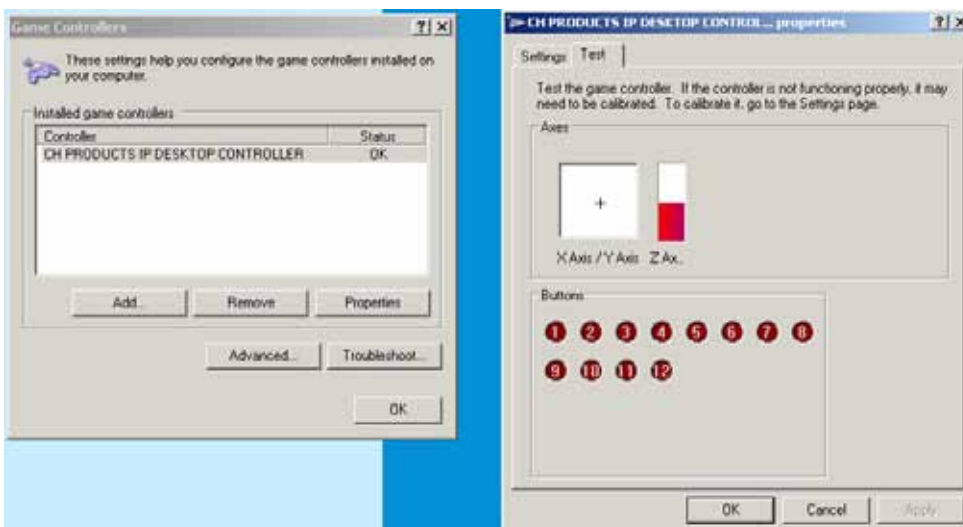 Game Controllers
These settings help you configure the game controllers installed on
your computer.
Installed game controllers
Controller Status
CH PRODUCTS IP DESKTOP CONTROLLER OK
Add... Remove Properties
Advanced... Troubleshoot...
OK
CH PRODUCTS IP DESKTOP CONTROL... properties
Settings Test
Test the game controller. If the controller is not functioning properly, it may
need to be calibrated. To calibrate it, go to the Settings page.
Axes
X Axis / Y Axis Z Ax..
Buttons
1 2 3 4 5 6 7 8
9 10 11 12
OK Cancel Apply